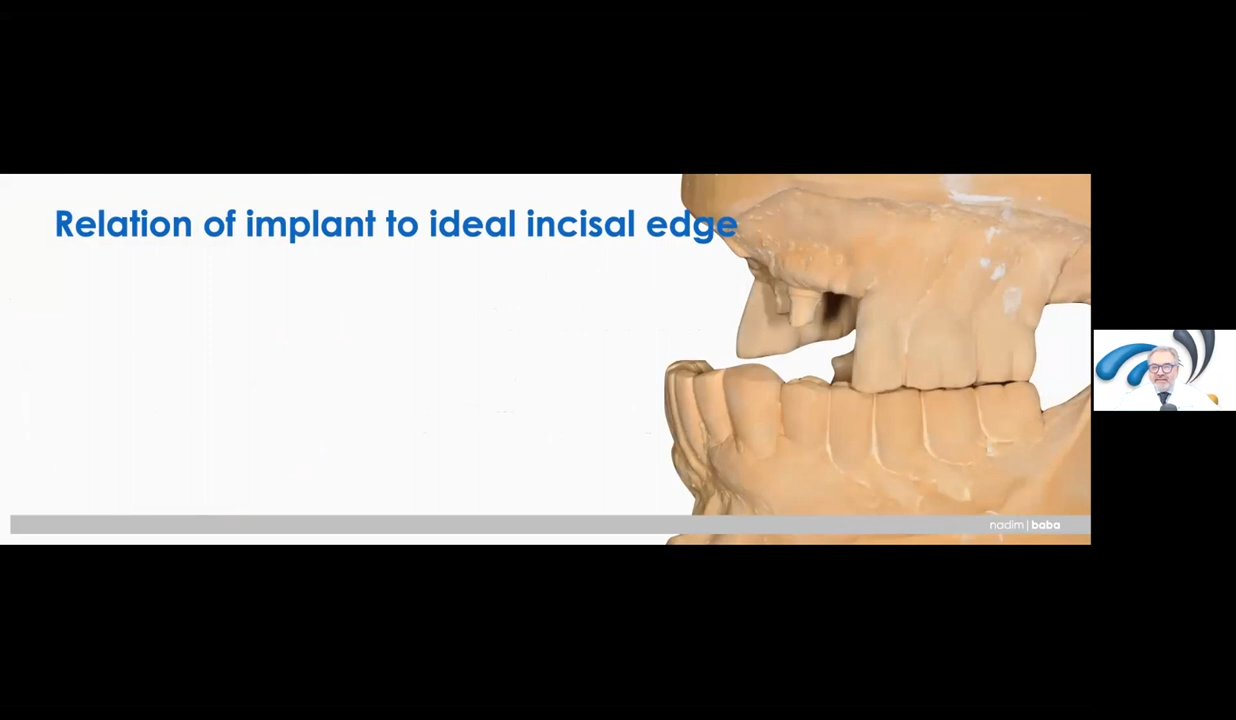 Relation of implant to ideal incisal edge
nadim | baba